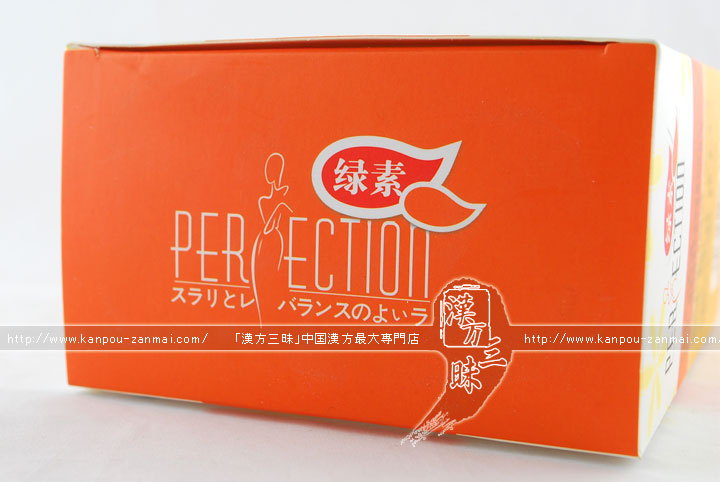 绿素
PERFECTION
スラリとレ バランスのよいラ
http://www.kanpou-zanmai.com/ 「漢方三昧」中国漢方最大専門店 http://www.kanpou-zanmai.com/
漢方三昧
PERFECTION